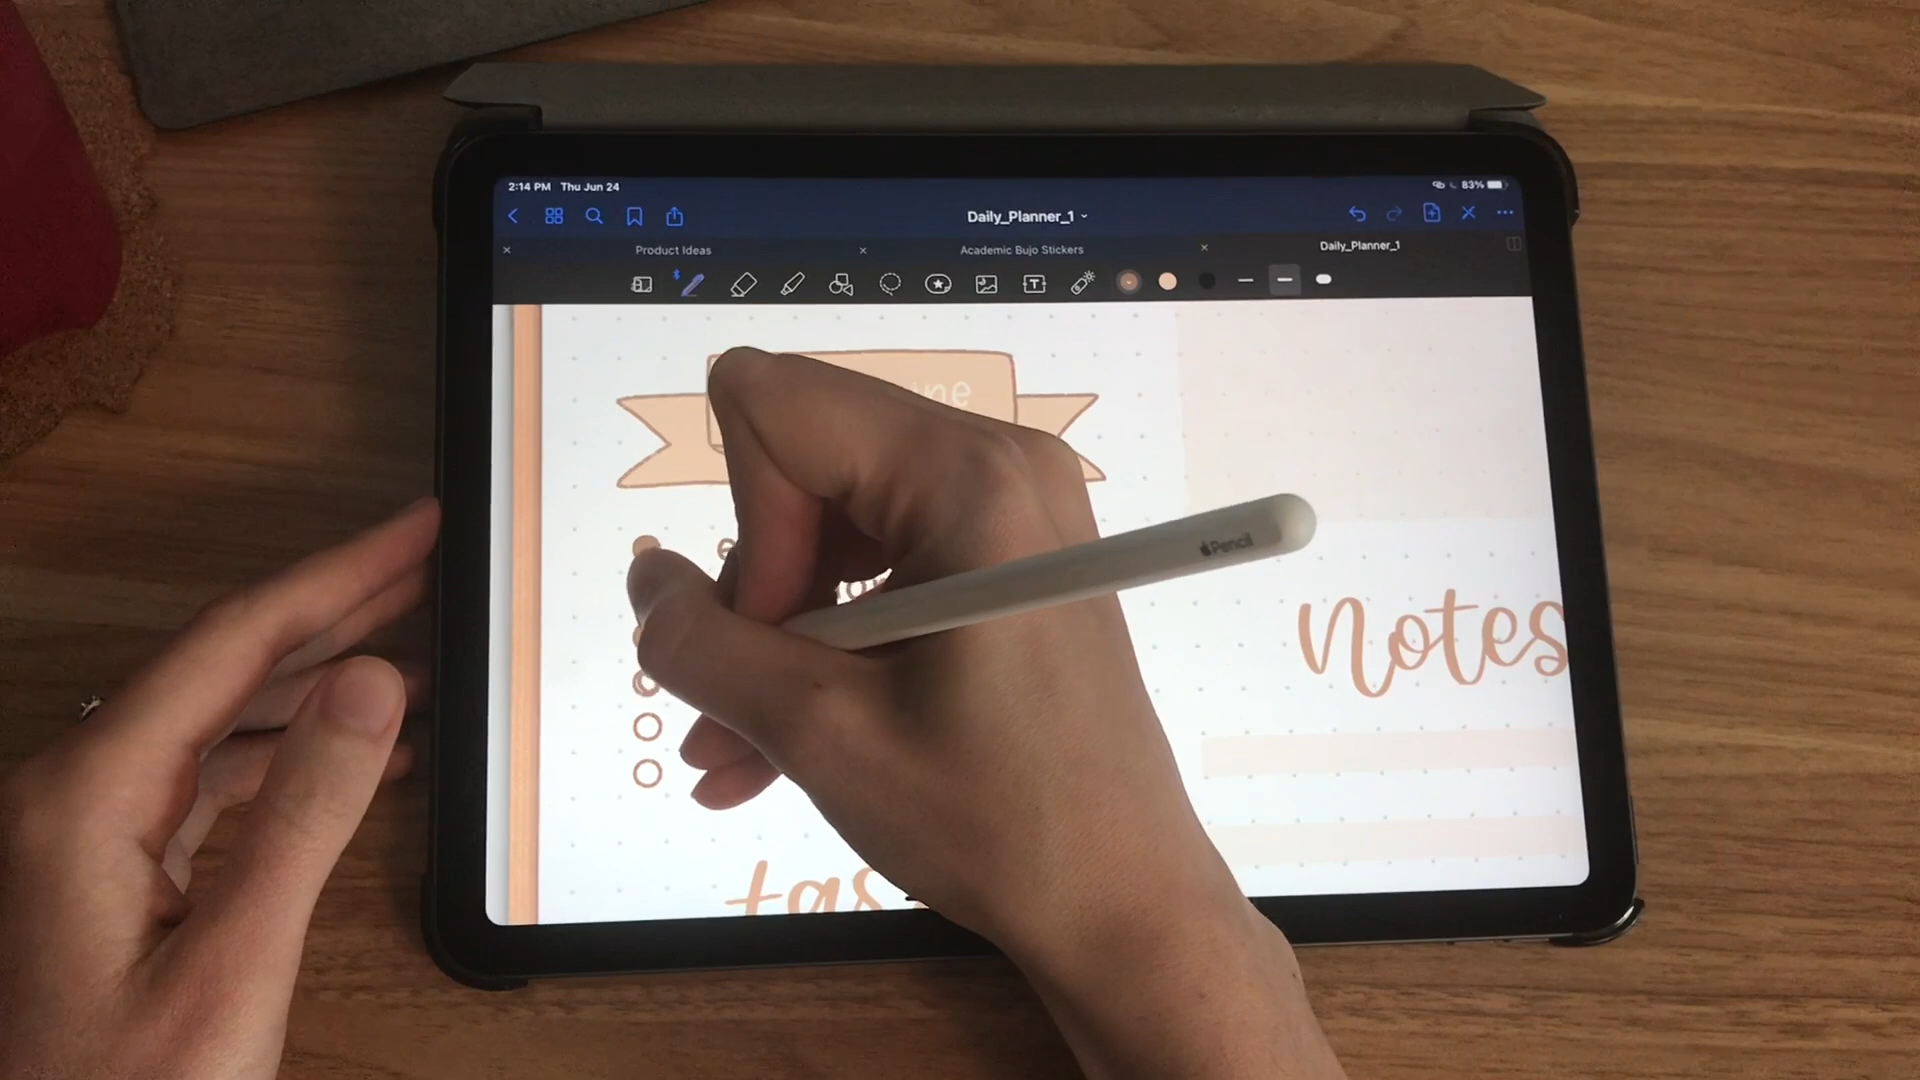 2:14 PM Thu Jun 24
83%
Daily_Planner_1
Product Ideas
Academic Bujo Stickers
Daily_Planner_1
Pencil
Notes